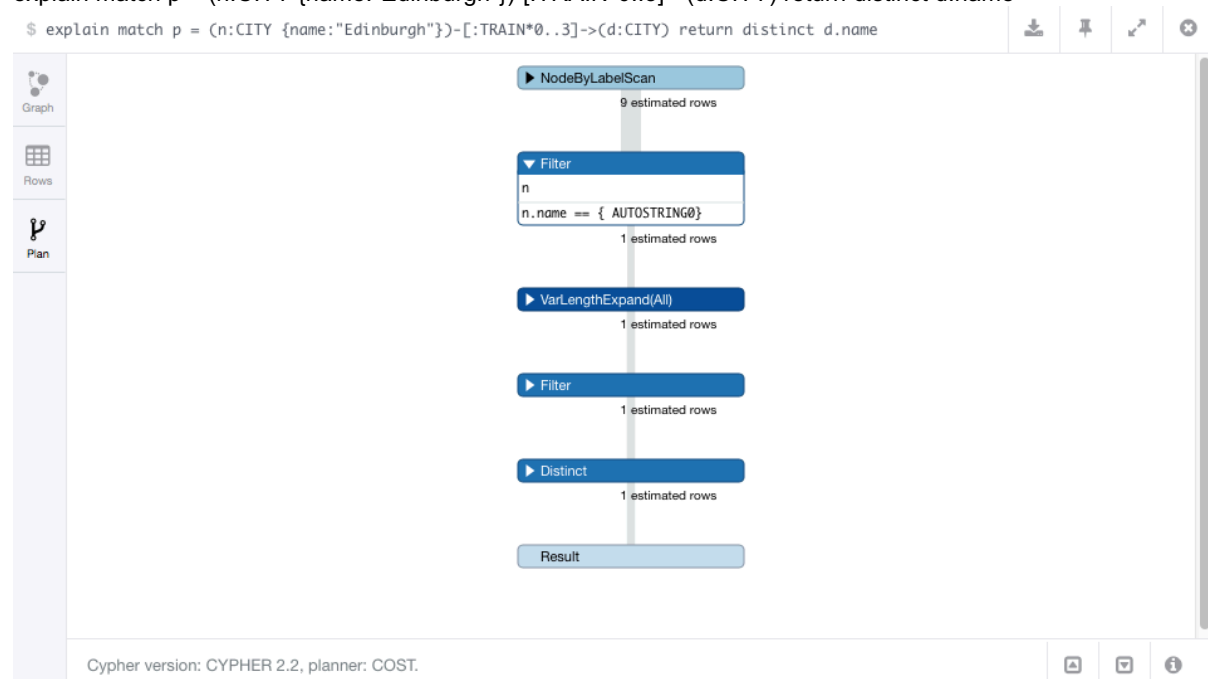 $ explain match p = (n:CITY {name:"Edinburgh"})-[:TRAIN*0..3]->(d:CITY) return distinct d.name
Graph
Rows
Plan
NodeByLabelScan
9 estimated rows
Filter
n
n.name == { AUTOSTRING0}
1 estimated rows
VarLengthExpand(All)
1 estimated rows
Filter
1 estimated rows
Distinct
1 estimated rows
Result
Cypher version: CYPHER 2.2, planner: COST.